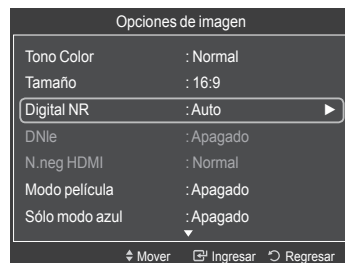 Opciones de imagen
Tono Color : Normal
Tamaño : 16:9
Digital NR : Auto
DNIe : Apagado
N.neg HDMI : Normal
Modo película : Apagado
Sólo modo azul : Apagado
Mover Ingresar Regresar